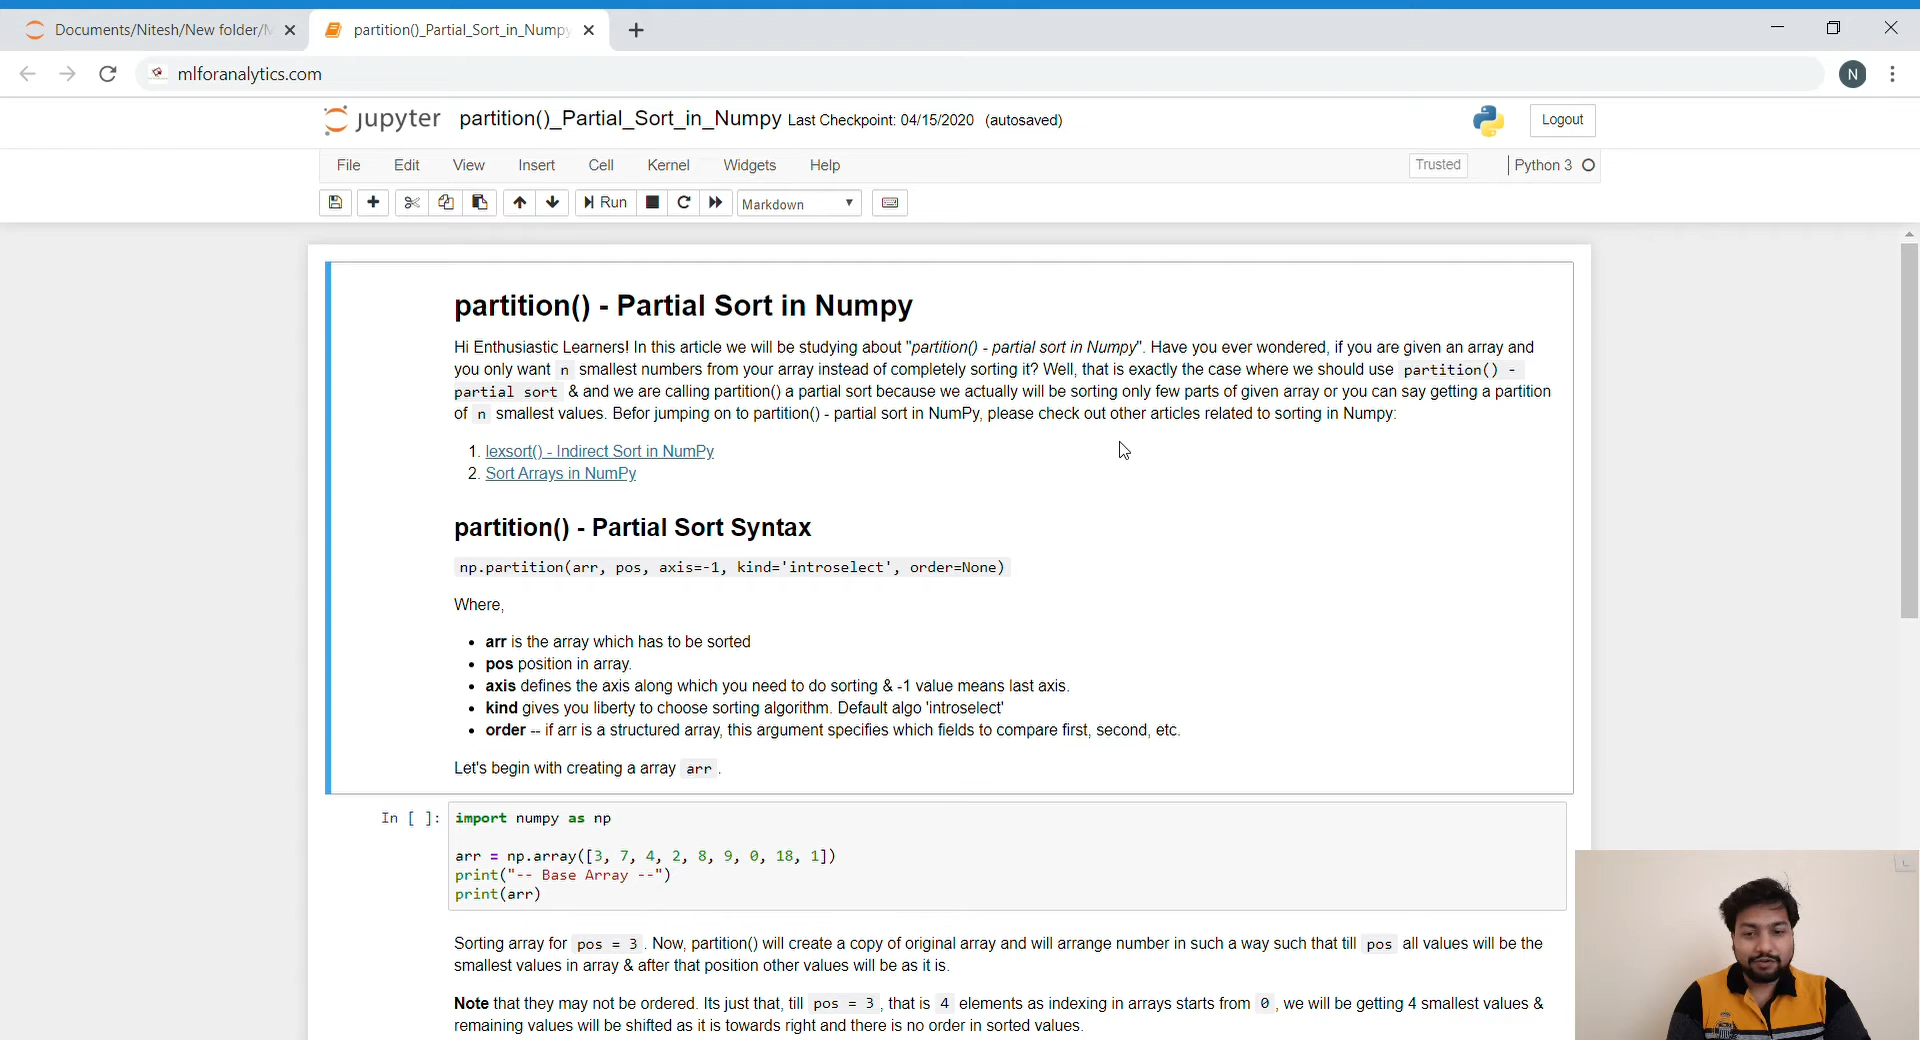 Documents/Nitesh/New folder/
partition()_Partial_Sort_in_Numpy
mlforanalytics.com
N
jupyter partition()_Partial_Sort_in_Numpy Last Checkpoint: 04/15/2020 (autosaved)
Logout
File Edit View Insert Cell Kernel Widgets Help
Trusted
Python 3
Run
Markdown
partition() - Partial Sort in Numpy
Hi Enthusiastic Learners! In this article we will be studying about "partition() - partial sort in Numpy". Have you ever wondered, if you are given an array and
you only want n smallest numbers from your array instead of completely sorting it? Well, that is exactly the case where we should use partition() -
partial sort & and we are calling partition() a partial sort because we actually will be sorting only few parts of given array or you can say getting a partition
of n smallest values. Befor jumping on to partition() - partial sort in NumPy, please check out other articles related to sorting in Numpy:
1. lexsort() - Indirect Sort in NumPy
2. Sort Arrays in NumPy
partition() - Partial Sort Syntax
np.partition(arr, pos, axis=-1, kind='introselect', order=None)
Where,
• arr is the array which has to be sorted
• pos position in array.
• axis defines the axis along which you need to do sorting & -1 value means last axis.
• kind gives you liberty to choose sorting algorithm. Default algo 'introselect'
• order -- if arr is a structured array, this argument specifies which fields to compare first, second, etc.
Let's begin with creating a array arr .
In [ ]: import numpy as np
arr = np.array([3, 7, 4, 2, 8, 9, 0, 18, 1])
print("-- Base Array --")
print(arr)
Sorting array for pos = 3 . Now, partition() will create a copy of original array and will arrange number in such a way such that till pos all values will be the
smallest values in array & after that position other values will be as it is.
Note that they may not be ordered. Its just that, till pos = 3 , that is 4 elements as indexing in arrays starts from 0 , we will be getting 4 smallest values &
remaining values will be shifted as it is towards right and there is no order in sorted values.